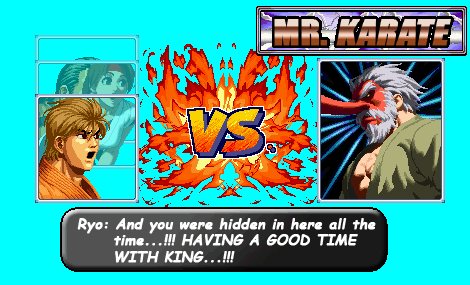 MR. KARATE
VS
Ryo: And you were hidden in here all the
time...!!! HAVING A GOOD TIME
WITH KING...!!!